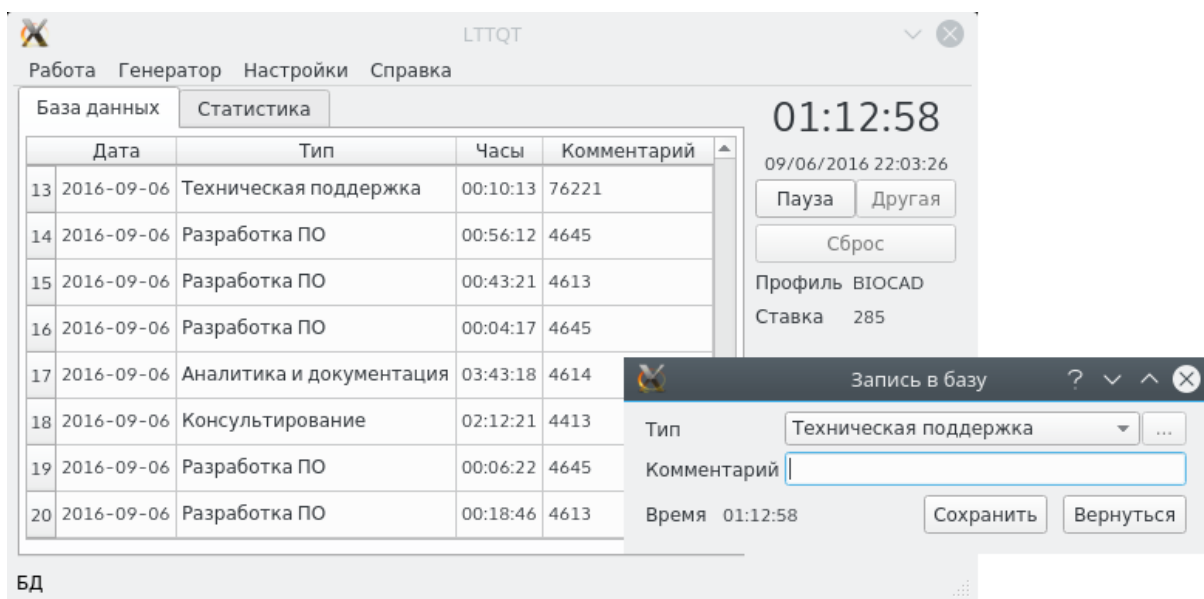 LTTQT
Работа Генератор Настройки Справка
База данных Статистика
Дата Тип Часы Комментарий
13 2016-09-06 Техническая поддержка 00:10:13 76221
14 2016-09-06 Разработка ПО 00:56:12 4645
15 2016-09-06 Разработка ПО 00:43:21 4613
16 2016-09-06 Разработка ПО 00:04:17 4645
17 2016-09-06 Аналитика и документация 03:43:18 4614
18 2016-09-06 Консультирование 02:12:21 4413
19 2016-09-06 Разработка ПО 00:06:22 4645
20 2016-09-06 Разработка ПО 00:18:46 4613
БД
01:12:58
09/06/2016 22:03:26
Пауза Другая
Сброс
Профиль BIOCAD
Ставка 285
Запись в базу ?
Тип Техническая поддержка ...
Комментарий
Время 01:12:58 Сохранить Вернуться